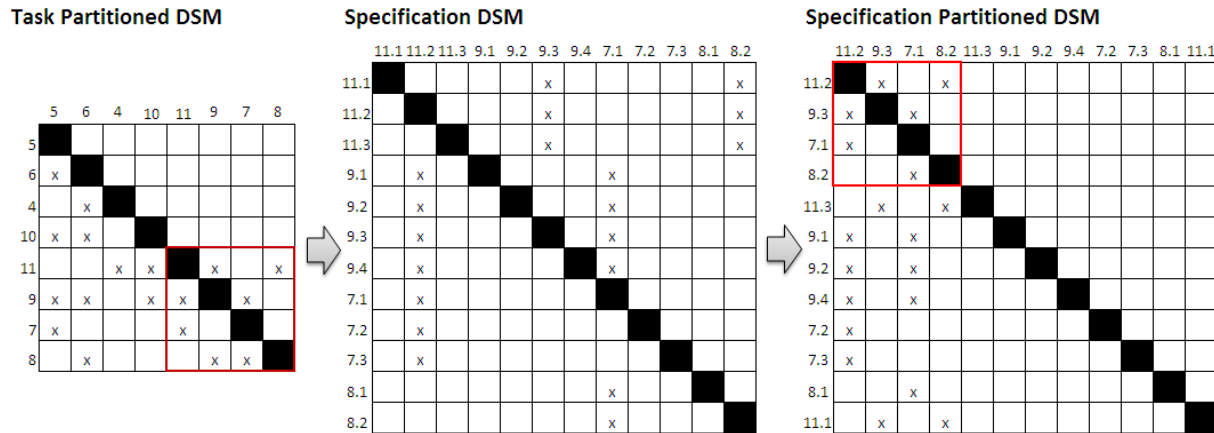 Task Partitioned DSM
5 6 4 10 11 9 7 8
5
6 x
4 x
10 x x
11 x x x x
9 x x x x x
7 x x
8 x x x
Specification DSM
11.1 11.2 11.3 9.1 9.2 9.3 9.4 7.1 7.2 7.3 8.1 8.2
11.1 x x
11.2 x x
11.3 x x
9.1 x x
9.2 x x
9.3 x x
9.4 x x
7.1 x
7.2 x
7.3 x
8.1 x
8.2 x
Specification Partitioned DSM
11.2 9.3 7.1 8.2 11.3 9.1 9.2 9.4 7.2 7.3 8.1 11.1
11.2 x x
9.3 x x
7.1 x
8.2 x
11.3 x x
9.1 x x
9.2 x x
9.4 x x
7.2 x
7.3 x
8.1 x
11.1 x x